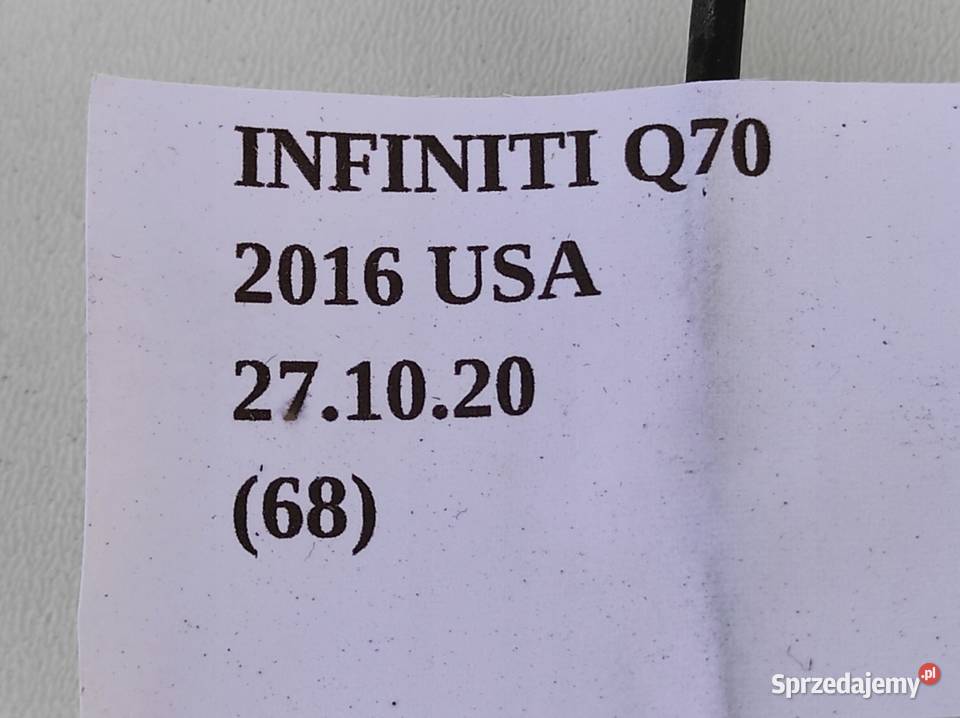 INFINITI Q70
2016 USA
27.10.20
(68)
Sprzedajemy.pl